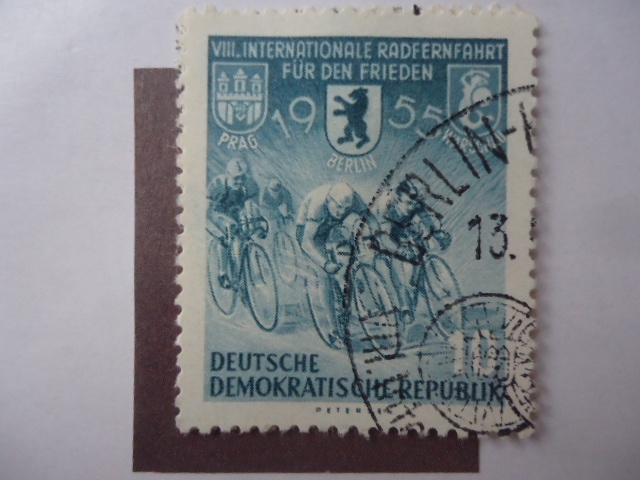 VIII. INTERNATIONALE RADFERNFAHRT
FÜR DEN FRIEDEN
1955
PRAG
BERLIN
BERLIN
13.
10
DEUTSCHE
DEMOKRATISCHE REPUBLIK